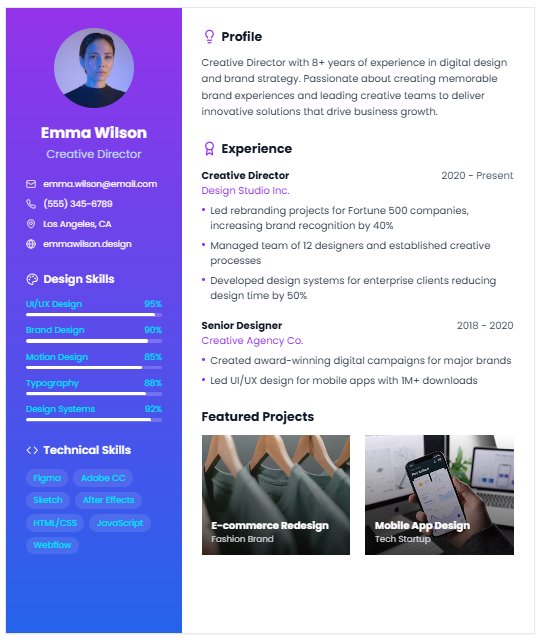 Emma Wilson
Creative Director
emma.wilson@email.com
(555) 345-6789
Los Angeles, CA
emmawilson.design
Design Skills
UI/UX Design 95%
Brand Design 90%
Motion Design 85%
Typography 88%
Design Systems 92%
Technical Skills
Figma Adobe CC
Sketch After Effects
HTML/CSS JavaScript
Webflow
Profile
Creative Director with 8+ years of experience in digital design
and brand strategy. Passionate about creating memorable
brand experiences and leading creative teams to deliver
innovative solutions that drive business growth.
Experience
Creative Director 2020 - Present
Design Studio Inc.
• Led rebranding projects for Fortune 500 companies,
increasing brand recognition by 40%
• Managed team of 12 designers and established creative
processes
• Developed design systems for enterprise clients reducing
design time by 50%
Senior Designer 2018 - 2020
Creative Agency Co.
• Created award-winning digital campaigns for major brands
• Led UI/UX design for mobile apps with 1M+ downloads
Featured Projects
E-commerce Redesign
Fashion Brand
Mobile App Design
Tech Startup